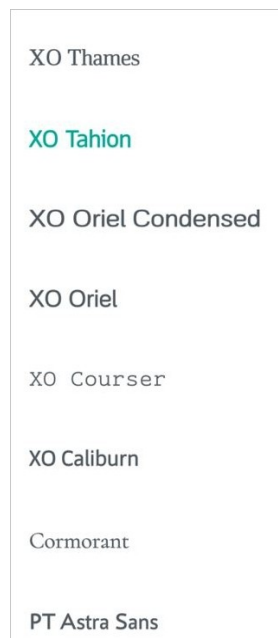 XO Thames
XO Tahion
XO Oriel Condensed
XO Oriel
XO Courser
XO Caliburn
Cormorant
PT Astra Sans